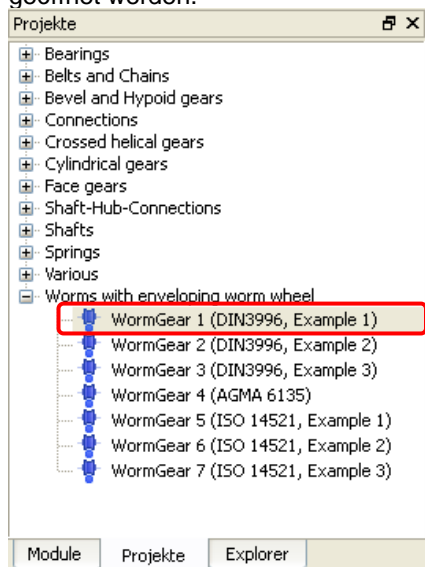 geöffnet werden.
Projekte
Bearings
Belts and Chains
Bevel and Hypoid gears
Connections
Crossed helical gears
Cylindrical gears
Face gears
Shaft-Hub-Connections
Shafts
Springs
Various
Worms with enveloping worm wheel
WormGear 1 (DIN3996, Example 1)
WormGear 2 (DIN3996, Example 2)
WormGear 3 (DIN3996, Example 3)
WormGear 4 (AGMA 6135)
WormGear 5 (ISO 14521, Example 1)
WormGear 6 (ISO 14521, Example 2)
WormGear 7 (ISO 14521, Example 3)
Module Projekte Explorer